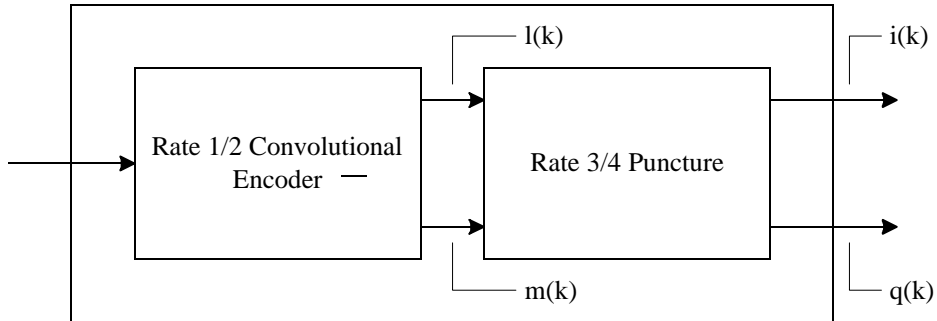 l(k)
i(k)
Rate 1/2 Convolutional
Encoder —
Rate 3/4 Puncture
m(k)
q(k)